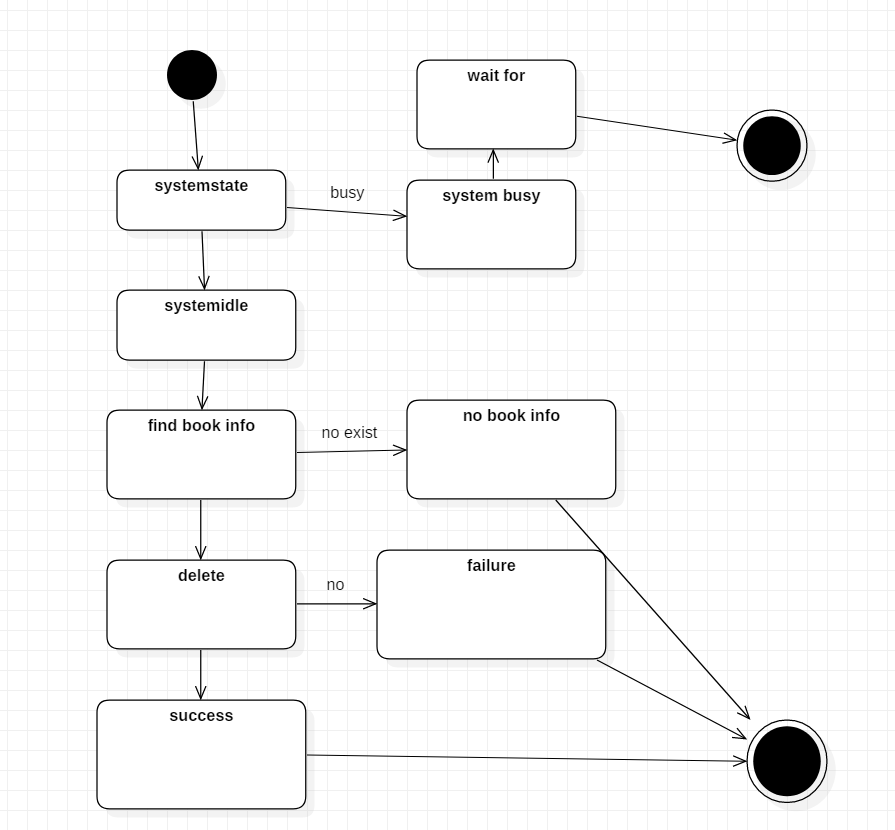 wait for
systemstate
busy
system busy
systemidle
find book info
no exist
no book info
delete
no
failure
success